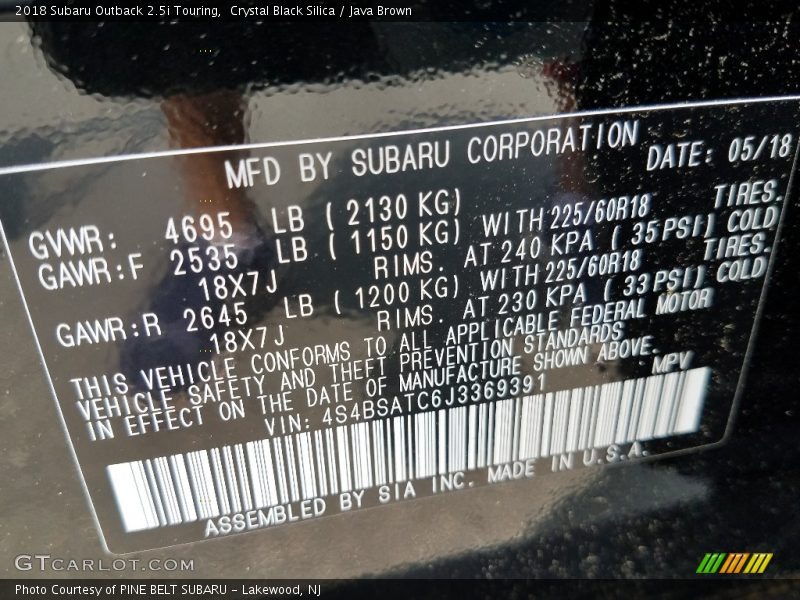 2018 Subaru Outback 2.5i Touring,  Crystal Black Silica / Java Brown
MFD BY SUBARU CORPORATION DATE: 05/18
GVWR: 4695 LB ( 2130 KG)
GAWR:F 2535 LB ( 1150 KG) WITH 225/60R18 TIRES.
18X7J RIMS. AT 240 KPA ( 35 PSI) COLD
GAWR:R 2645 LB ( 1200 KG) WITH 225/60R18 TIRES.
18X7J RIMS. AT 230 KPA ( 33 PSI) COLD
THIS VEHICLE CONFORMS TO ALL APPLICABLE FEDERAL MOTOR
VEHICLE SAFETY AND THEFT PREVENTION STANDARDS
IN EFFECT ON THE DATE OF MANUFACTURE SHOWN ABOVE.
VIN: 4S4BSATC6J3369391 MPV
ASSEMBLED BY SIA INC. MADE IN U.S.A.
GTCARLOT.COM
Photo Courtesy of PINE BELT SUBARU – Lakewood, NJ